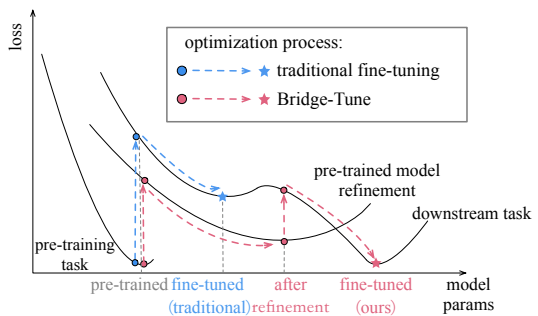 loss
optimization process:
traditional fine-tuning
Bridge-Tune
pre-trained model
refinement
downstream task
pre-training
task
pre-trained
fine-tuned
(traditional)
after
refinement
fine-tuned
(ours)
model
params